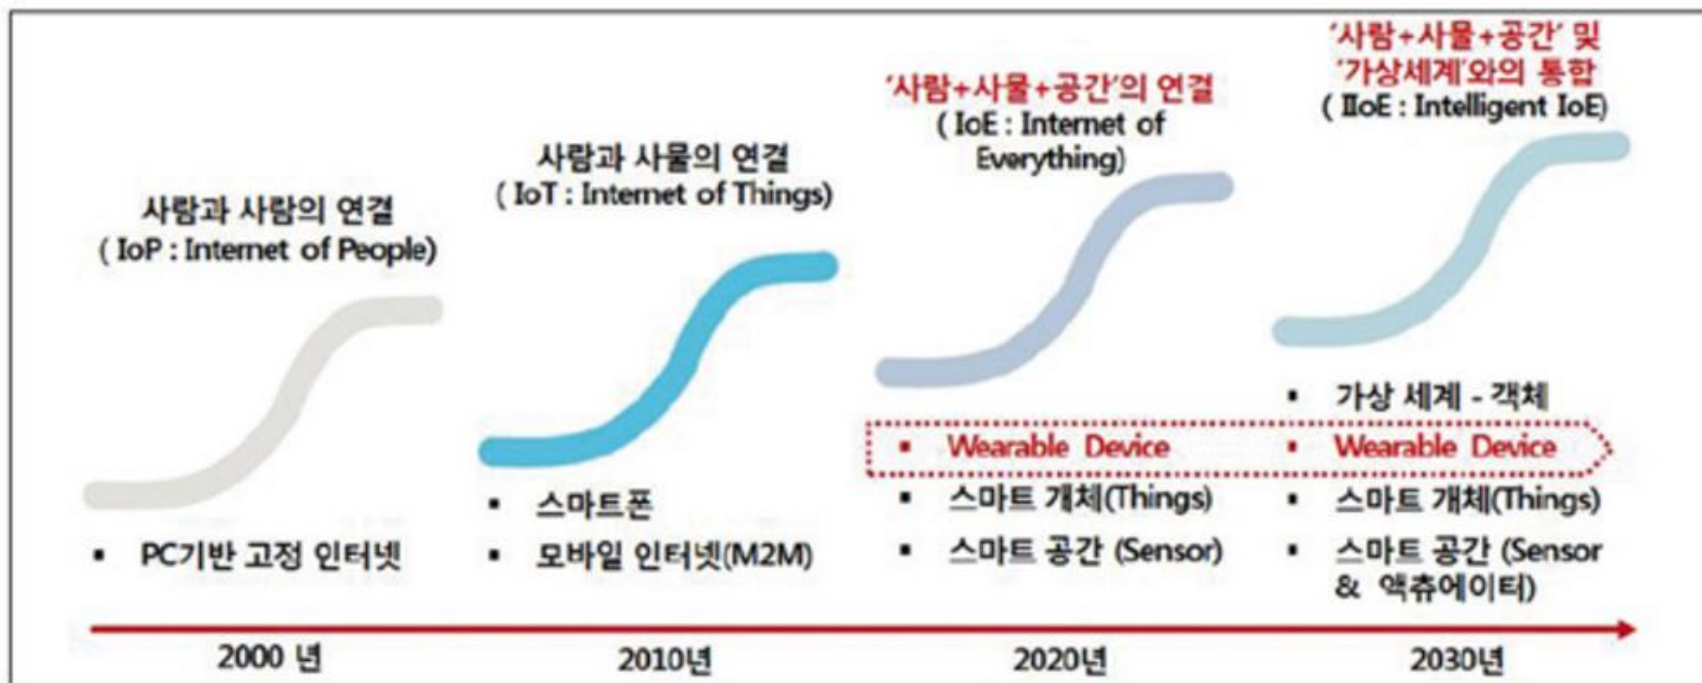 사람과 사람의 연결
( IoP : Internet of People)
▪ PC기반 고정 인터넷
2000 년
사람과 사물의 연결
( IoT : Internet of Things)
▪ 스마트폰
▪ 모바일 인터넷(M2M)
2010년
'사람+사물+공간'의 연결
( IoE : Internet of
Everything)
▪ Wearable Device
▪ 스마트 개체(Things)
▪ 스마트 공간 (Sensor)
2020년
'사람+사물+공간' 및
'가상세계'와의 통합
( IIoE : Intelligent IoE)
▪ 가상 세계 - 객체
▪ Wearable Device
▪ 스마트 개체(Things)
▪ 스마트 공간 (Sensor
& 액츄에이터)
2030년